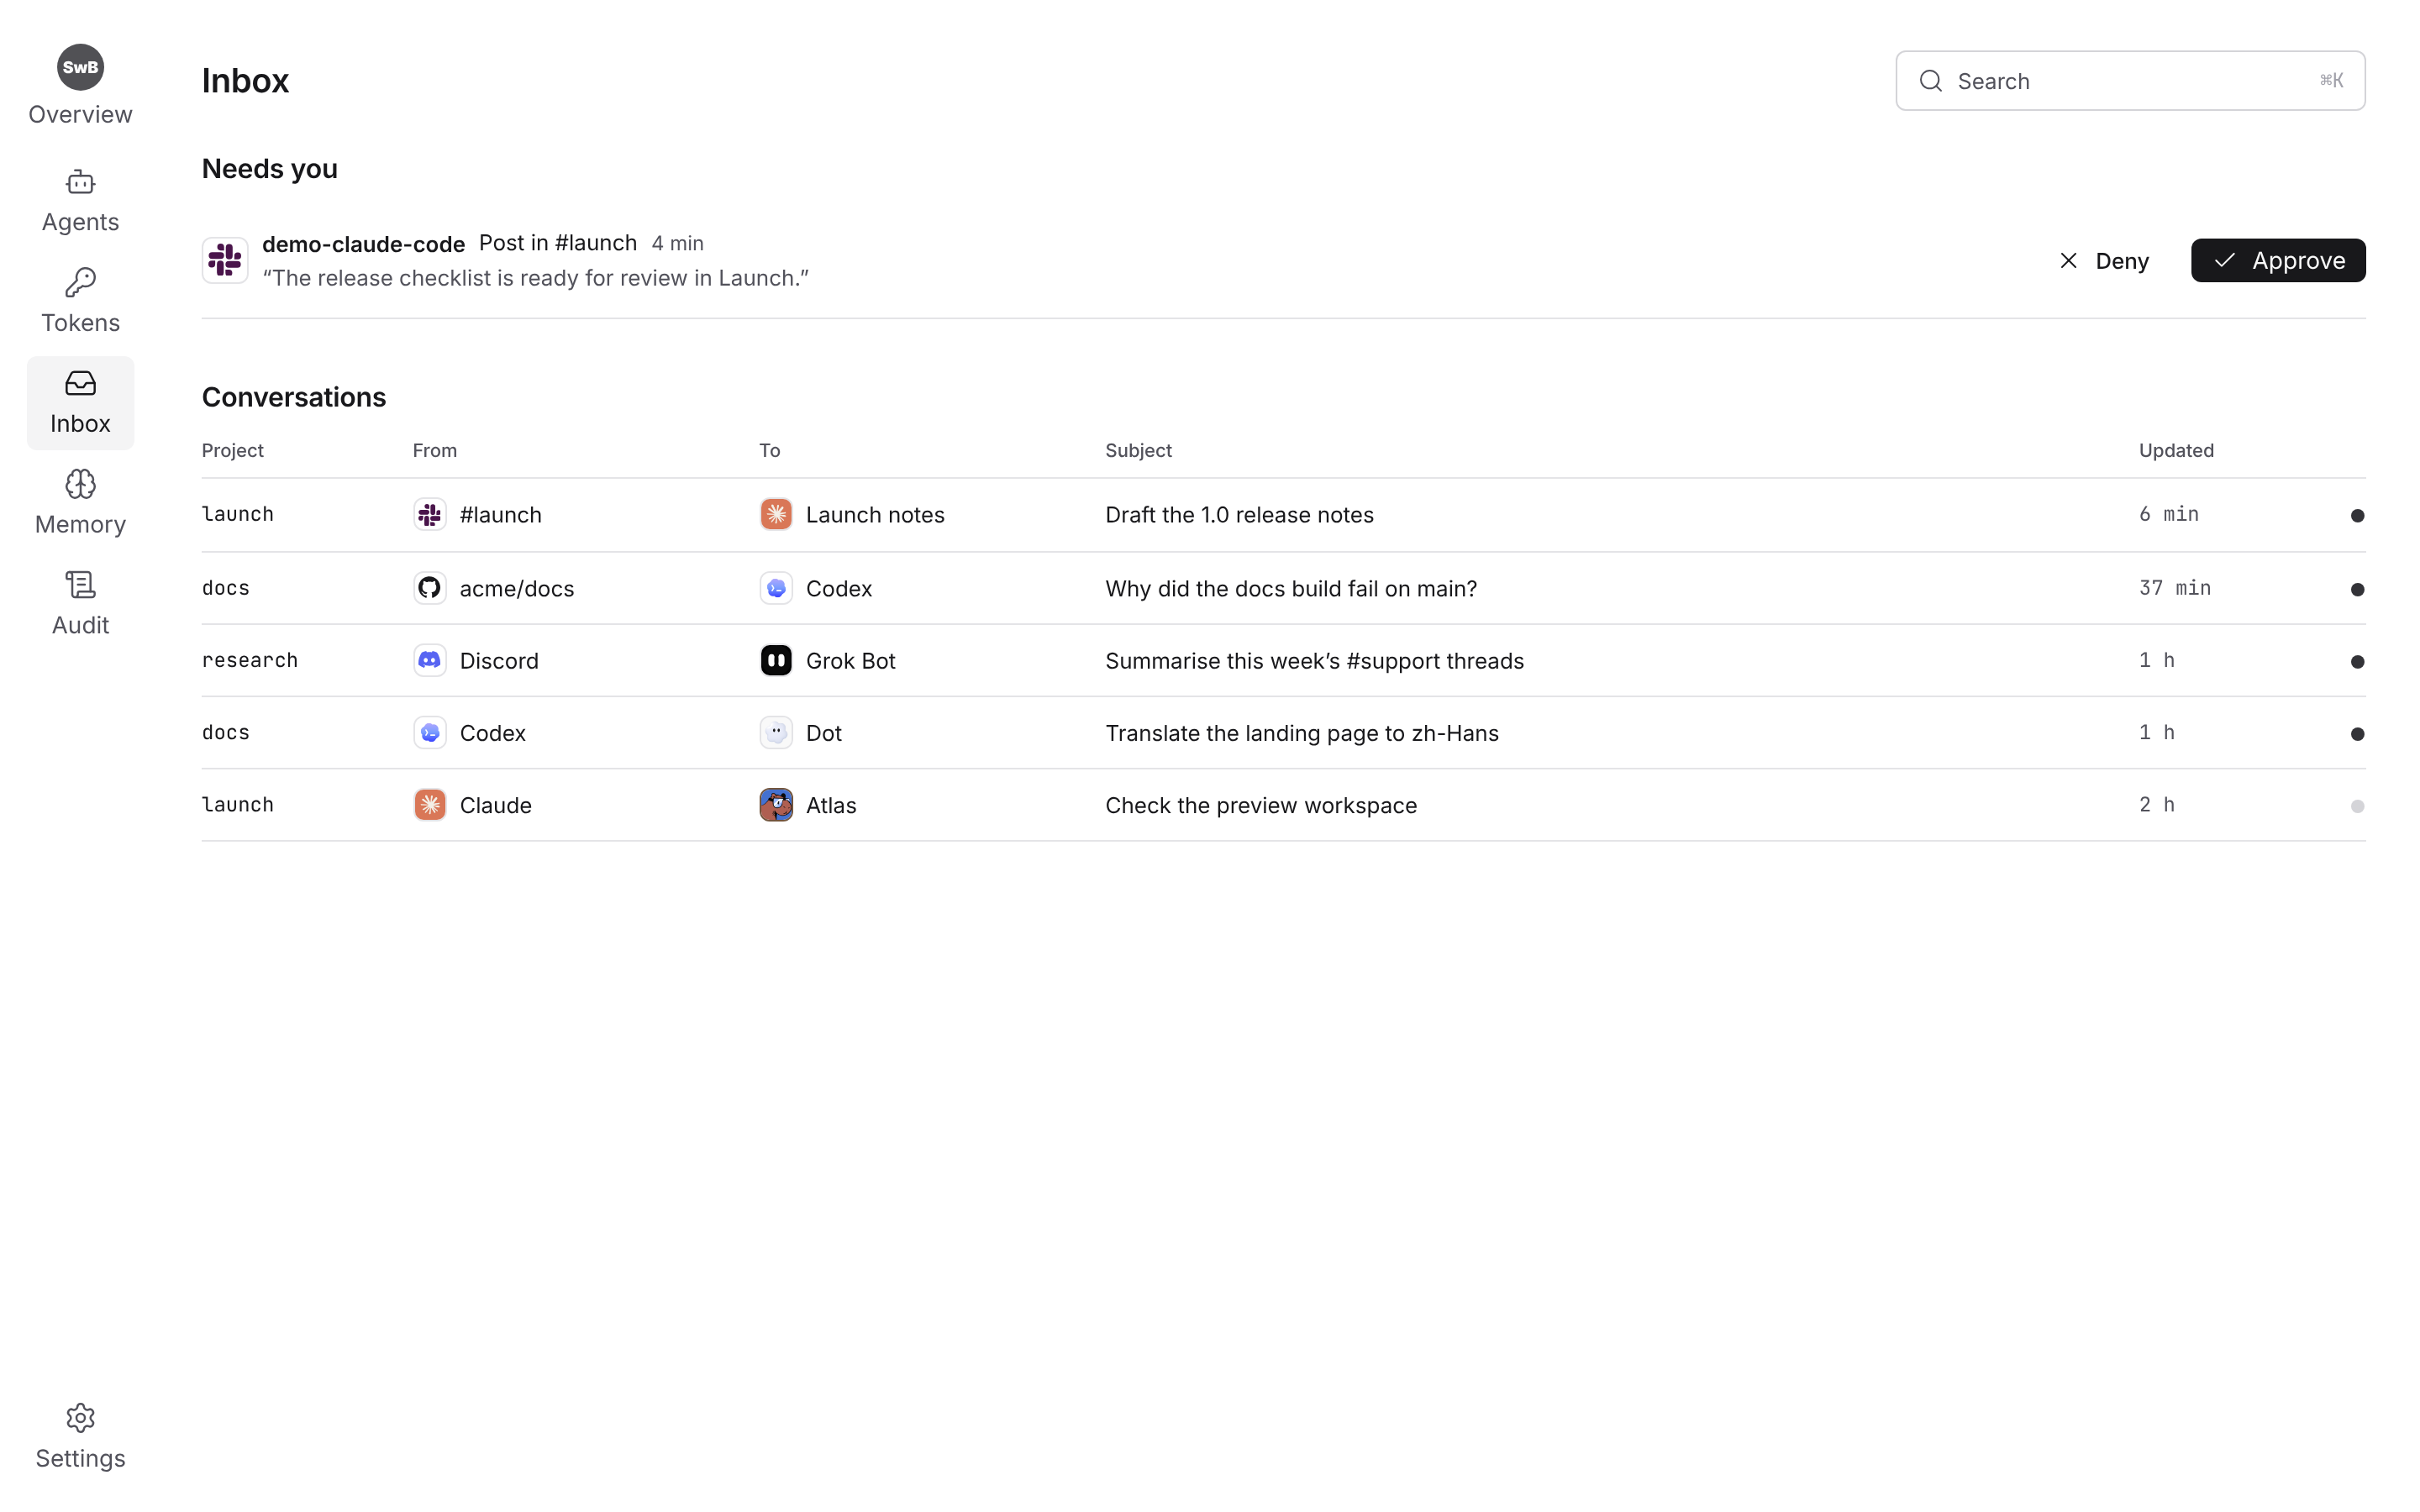 SwB
Overview
Agents
Tokens
Inbox
Memory
Audit
Settings
Inbox
Search ⌘K
Needs you
demo-claude-code Post in #launch 4 min
“The release checklist is ready for review in Launch.”
Deny Approve
Conversations
Project From To Subject Updated
launch #launch Launch notes Draft the 1.0 release notes 6 min
docs acme/docs Codex Why did the docs build fail on main? 37 min
research Discord Grok Bot Summarise this week’s #support threads 1 h
docs Codex Dot Translate the landing page to zh-Hans 1 h
launch Claude Atlas Check the preview workspace 2 h